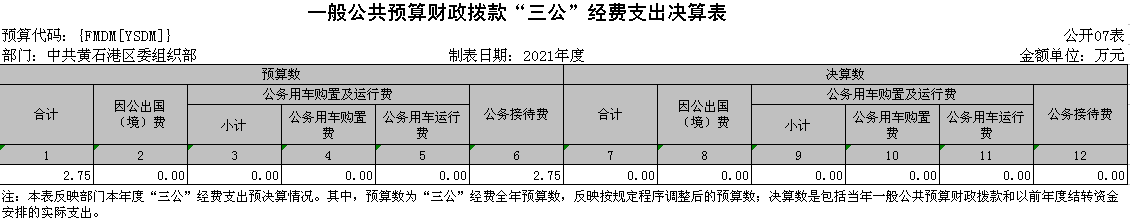 一般公共预算财政拨款“三公”经费支出决算表
预算代码：{FMDM[YSDM]} 公开07表
部门：中共黄石港区委组织部 制表日期：2021年度 金额单位：万元
预算数 决算数
合计 因公出国（境）费 公务用车购置及运行费 公务接待费 合计 因公出国（境）费 公务用车购置及运行费 公务接待费
小计 公务用车购置费 公务用车运行费 小计 公务用车购置费 公务用车运行费
1 2 3 4 5 6 7 8 9 10 11 12
2.75 0.00 0.00 0.00 0.00 2.75 0.00 0.00 0.00 0.00 0.00 0.00
注：本表反映部门本年度“三公”经费支出预决算情况。其中，预算数为“三公”经费全年预算数，反映按规定程序调整后的预算数；决算数是包括当年一般公共预算财政拨款和以前年度结转资金
安排的实际支出。